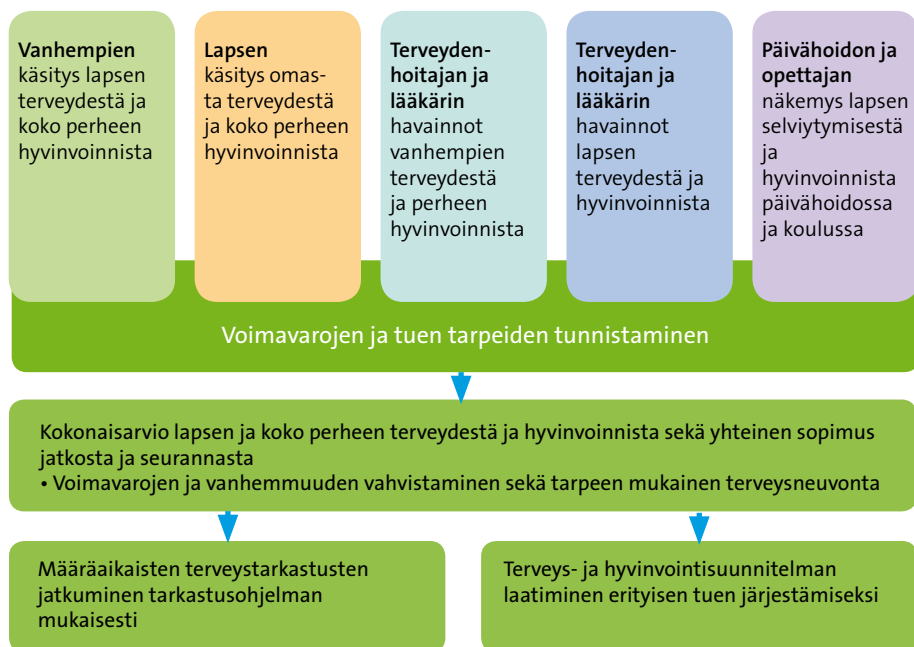 Vanhempien
käsitys lapsen
terveydestä ja
koko perheen
hyvinvoinnista
Lapsen
käsitys omas-
ta terveydestä
ja koko perheen
hyvinvoinnista
Terveyden-
hoitajan ja
lääkärin
havainnot
vanhempien
terveydestä
ja perheen
hyvinvoinnista
Terveyden-
hoitajan ja
lääkärin
havainnot
lapsen
terveydestä ja
hyvinvoinnista
Päivähoidon ja
opettajan
näkemys lapsen
selviytymisestä
ja
hyvinvoinnista
päivähoidossa
ja koulussa
Voimavarojen ja tuen tarpeiden tunnistaminen
Kokonaisarvio lapsen ja koko perheen terveydestä ja hyvinvoinnista sekä yhteinen sopimus
jatkosta ja seurannasta
• Voimavarojen ja vanhemmuuden vahvistaminen sekä tarpeen mukainen terveysneuvonta
Määräaikaisten terveystarkastusten
jatkuminen tarkastusohjelman
mukaisesti
Terveys- ja hyvinvointisuunnitelman
laatiminen erityisen tuen järjestämiseksi